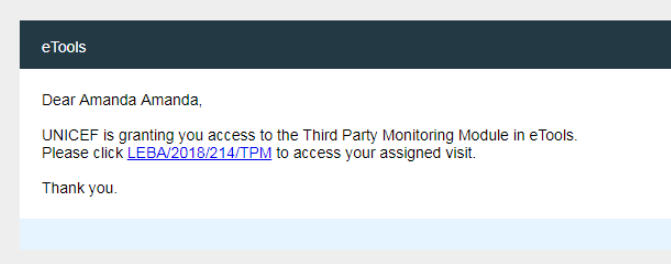 eTools
Dear Amanda Amanda,
UNICEF is granting you access to the Third Party Monitoring Module in eTools.
Please click LEBA/2018/214/TPM to access your assigned visit.
Thank you.